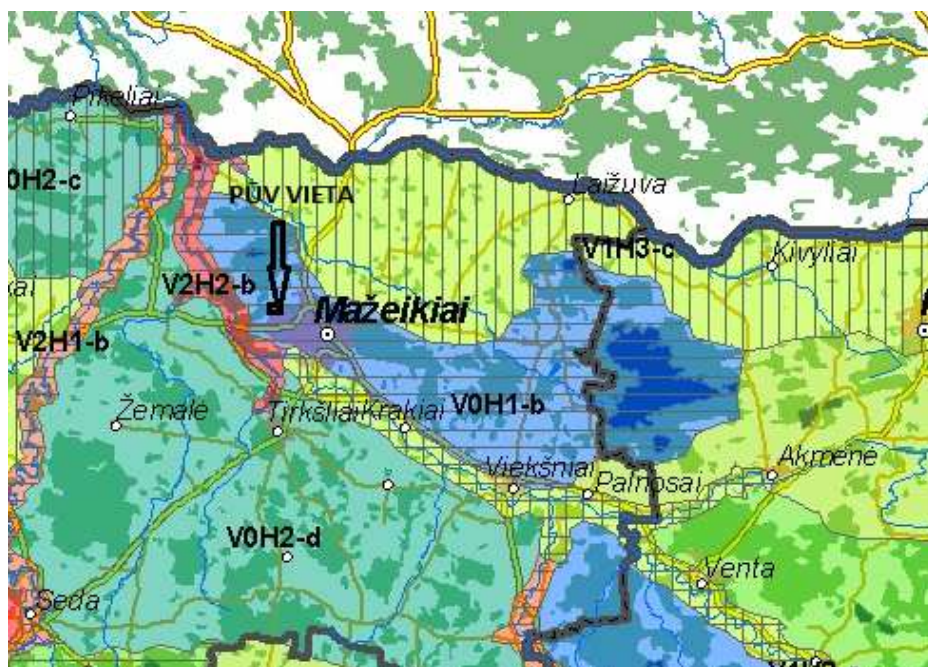 Pikeliai
0H2-c
PŪV VIETA
Laižuva
V1H3-c
Kivyliai
V2H2-b
Mažeikiai
V2H1-b
Žemalė
Tirkšliai
Krakiai
V0H1-b
Viekšniai
Palnosai
Akmenė
V0H2-d
Venta
Seda